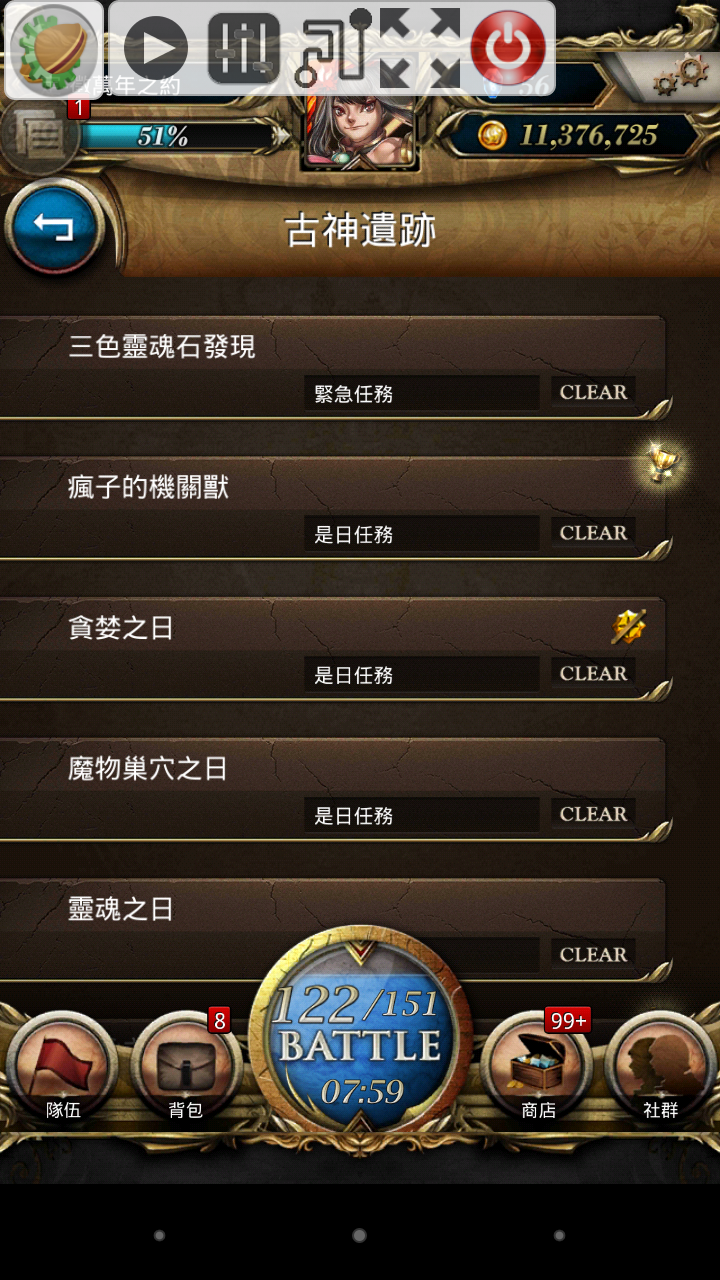 萬年之約
56
1
51%
11,376,725
古神遺跡
三色靈魂石發現
緊急任務
CLEAR
瘋子的機關獸
是日任務
CLEAR
貪婪之日
是日任務
CLEAR
魔物巢穴之日
是日任務
CLEAR
靈魂之日
CLEAR
122/151
BATTLE
07:59
8
99+
隊伍
背包
商店
社群